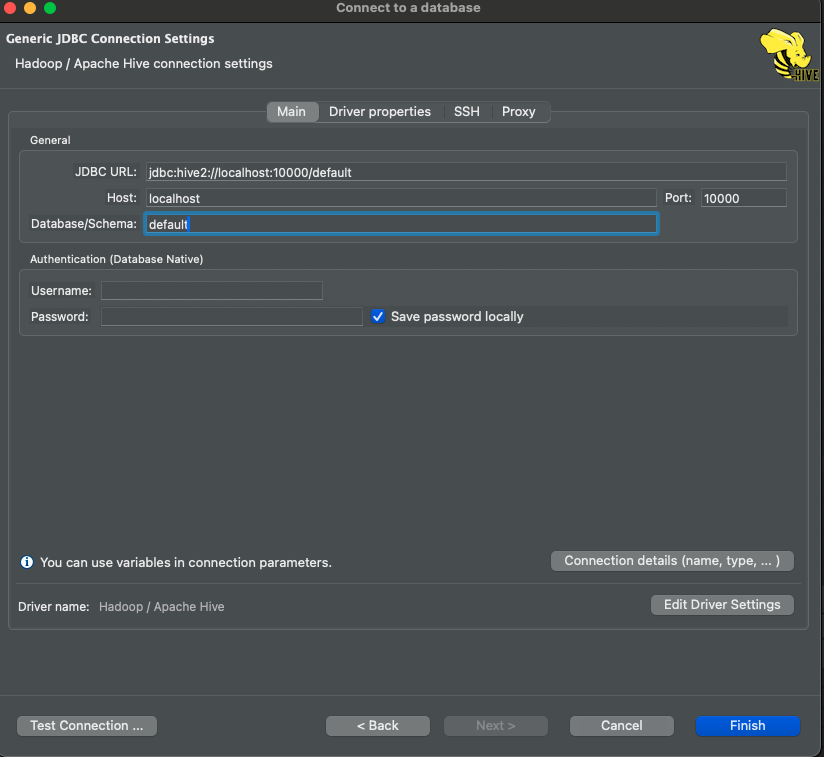 Connect to a database
Generic JDBC Connection Settings
Hadoop / Apache Hive connection settings
HIVE
Main Driver properties SSH Proxy
General
JDBC URL: jdbc:hive2://localhost:10000/default
Host: localhost Port: 10000
Database/Schema: default
Authentication (Database Native)
Username:
Password: Save password locally
You can use variables in connection parameters. Connection details (name, type, ... )
Driver name: Hadoop / Apache Hive Edit Driver Settings
Test Connection ... < Back Next > Cancel Finish